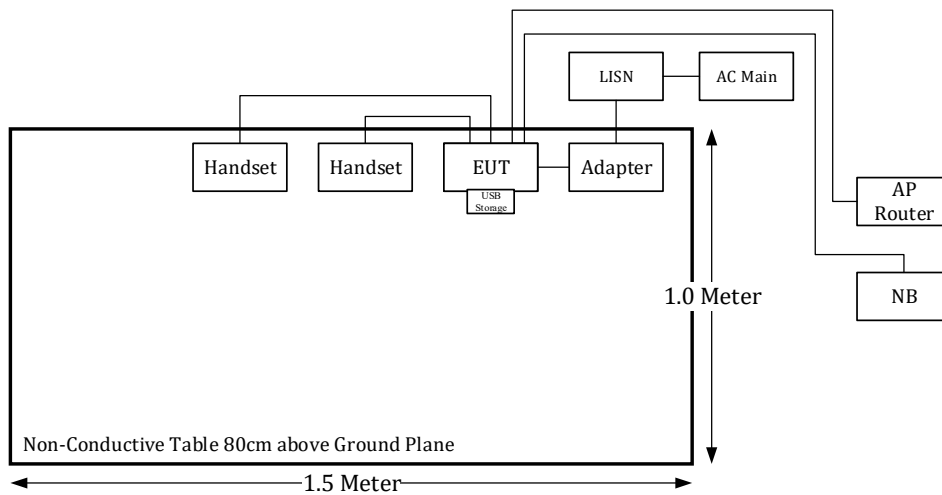 LISN
AC Main
Handset
Handset
EUT
Adapter
USB
Storage
AP
Router
NB
1.0 Meter
Non-Conductive Table 80cm above Ground Plane
1.5 Meter